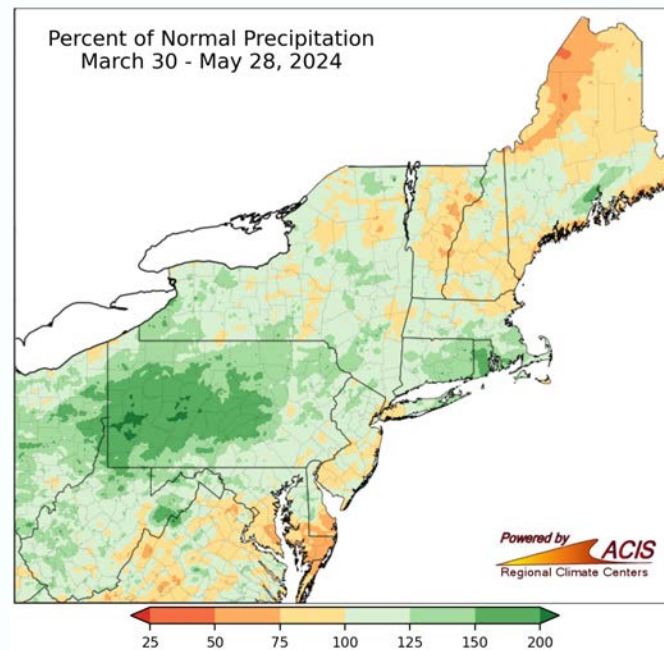 Percent of Normal Precipitation
March 30 - May 28, 2024
Powered by
ACIS
Regional Climate Centers
25 50 75 100 125 150 200